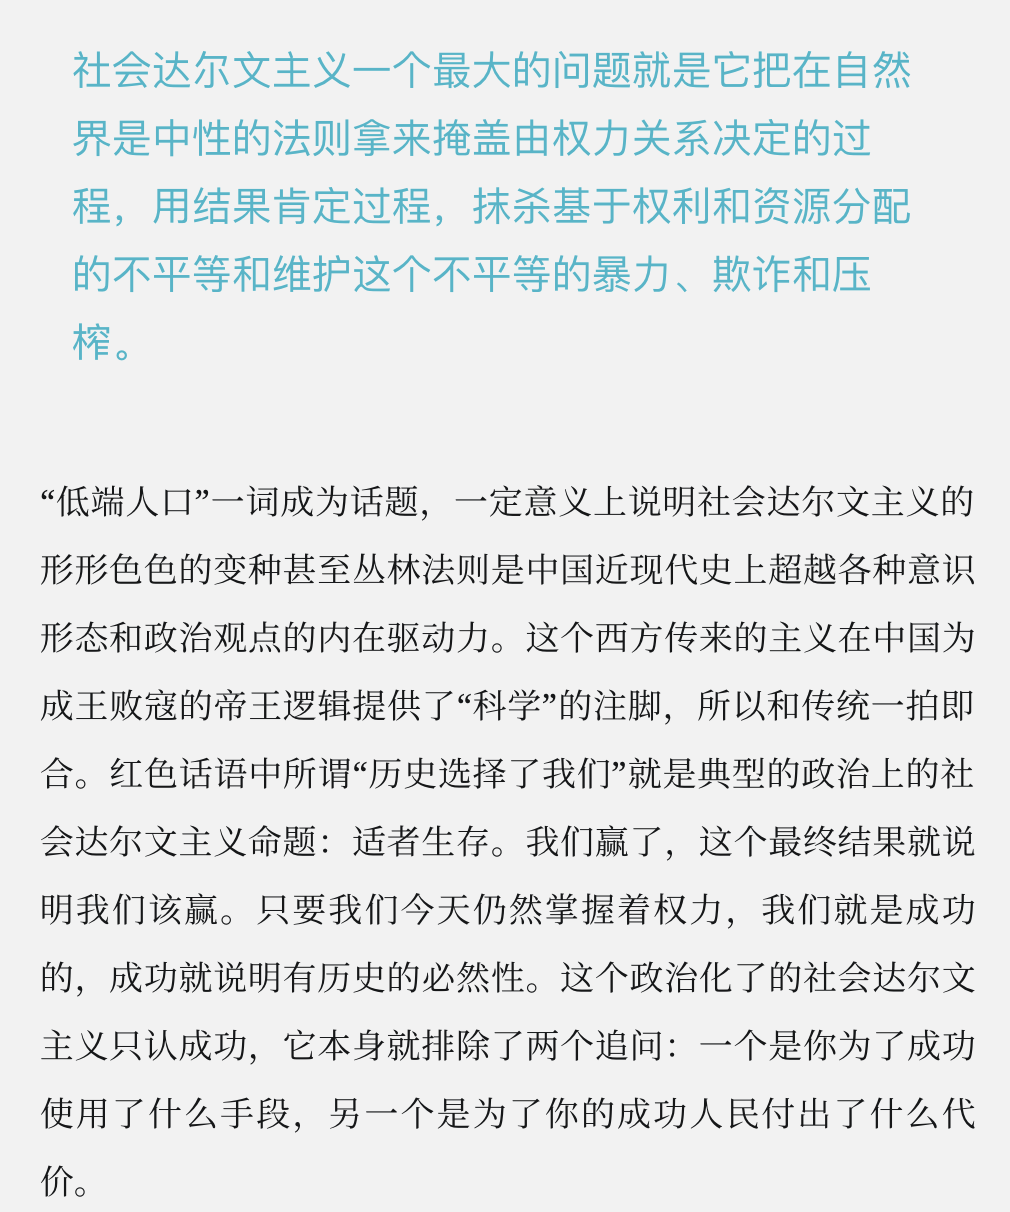 社会达尔文主义一个最大的问题就是它把在自然
界是中性的法则拿来掩盖由权力关系决定的过
程，用结果肯定过程，抹杀基于权利和资源分配
的不平等和维护这个不平等的暴力、欺诈和压
榨。
“低端人口”一词成为话题，一定意义上说明社会达尔文主义的
形形色色的变种甚至丛林法则是中国近现代史上超越各种意识
形态和政治观点的内在驱动力。这个西方传来的主义在中国为
成王败寇的帝王逻辑提供了“科学”的注脚，所以和传统一拍即
合。红色话语中所谓“历史选择了我们”就是典型的政治上的社
会达尔文主义命题：适者生存。我们赢了，这个最终结果就说
明我们该赢。只要我们今天仍然掌握着权力，我们就是成功
的，成功就说明有历史的必然性。这个政治化了的社会达尔文
主义只认成功，它本身就排除了两个追问：一个是你为了成功
使用了什么手段，另一个是为了你的成功人民付出了什么代
价。